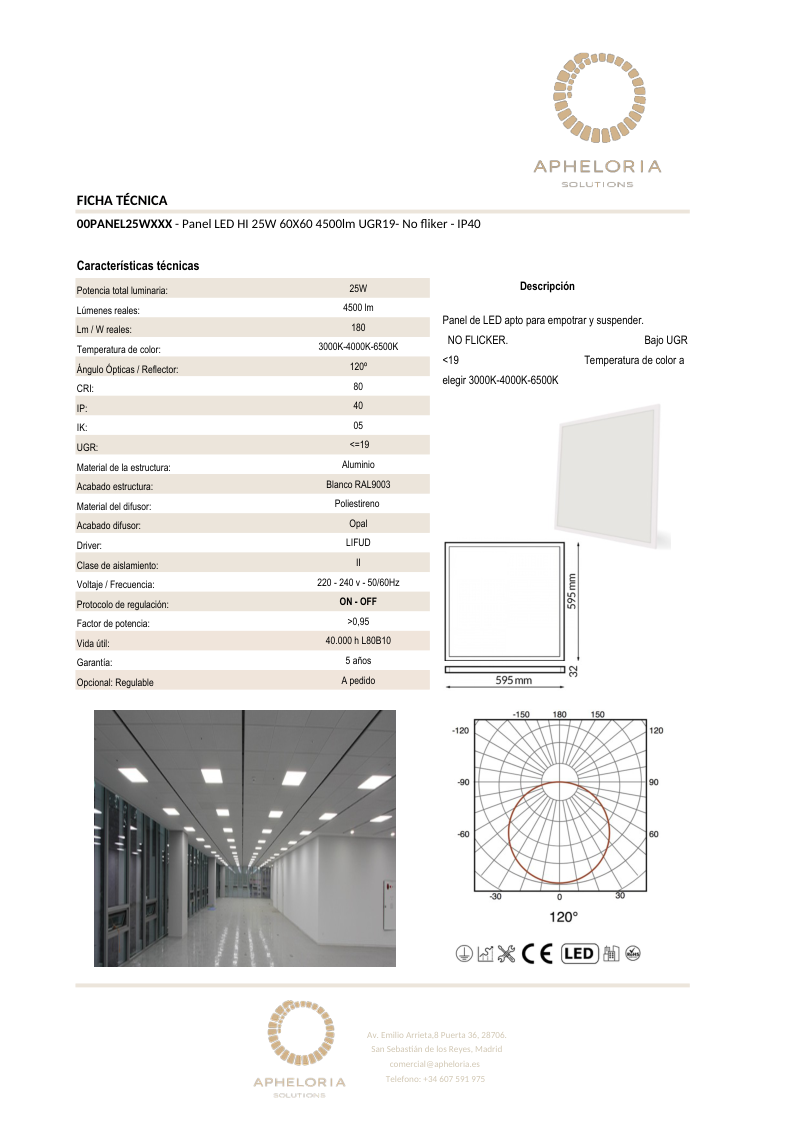 APHELORIA
SOLUTIONS
FICHA TÉCNICA
00PANEL25WXXX - Panel LED HI 25W 60X60 4500lm UGR19- No fliker - IP40
Características técnicas
Potencia total luminaria: 25W
Lúmenes reales: 4500 lm
Lm / W reales: 180
Temperatura de color: 3000K-4000K-6500K
Ángulo Ópticas / Reflector: 120º
CRI: 80
IP: 40
IK: 05
UGR: <=19
Material de la estructura: Aluminio
Acabado estructura: Blanco RAL9003
Material del difusor: Poliestireno
Acabado difusor: Opal
Driver: LIFUD
Clase de aislamiento: II
Voltaje / Frecuencia: 220 - 240 v - 50/60Hz
Protocolo de regulación: ON - OFF
Factor de potencia: >0,95
Vida útil: 40.000 h L80B10
Garantía: 5 años
Opcional: Regulable A pedido
Descripción
Panel de LED apto para empotrar y suspender.
NO FLICKER. Bajo UGR
<19 Temperatura de color a
elegir 3000K-4000K-6500K
595 mm
32
595 mm
-150 180 150
-120 120
-90 90
-60 60
-30 0 30
120°
CE LED RoHS
APHELORIA
SOLUTIONS
Av. Emilio Arrieta,8 Puerta 36, 28706.
San Sebastián de los Reyes, Madrid
comercial@apheloria.es
Telefono: +34 607 591 975